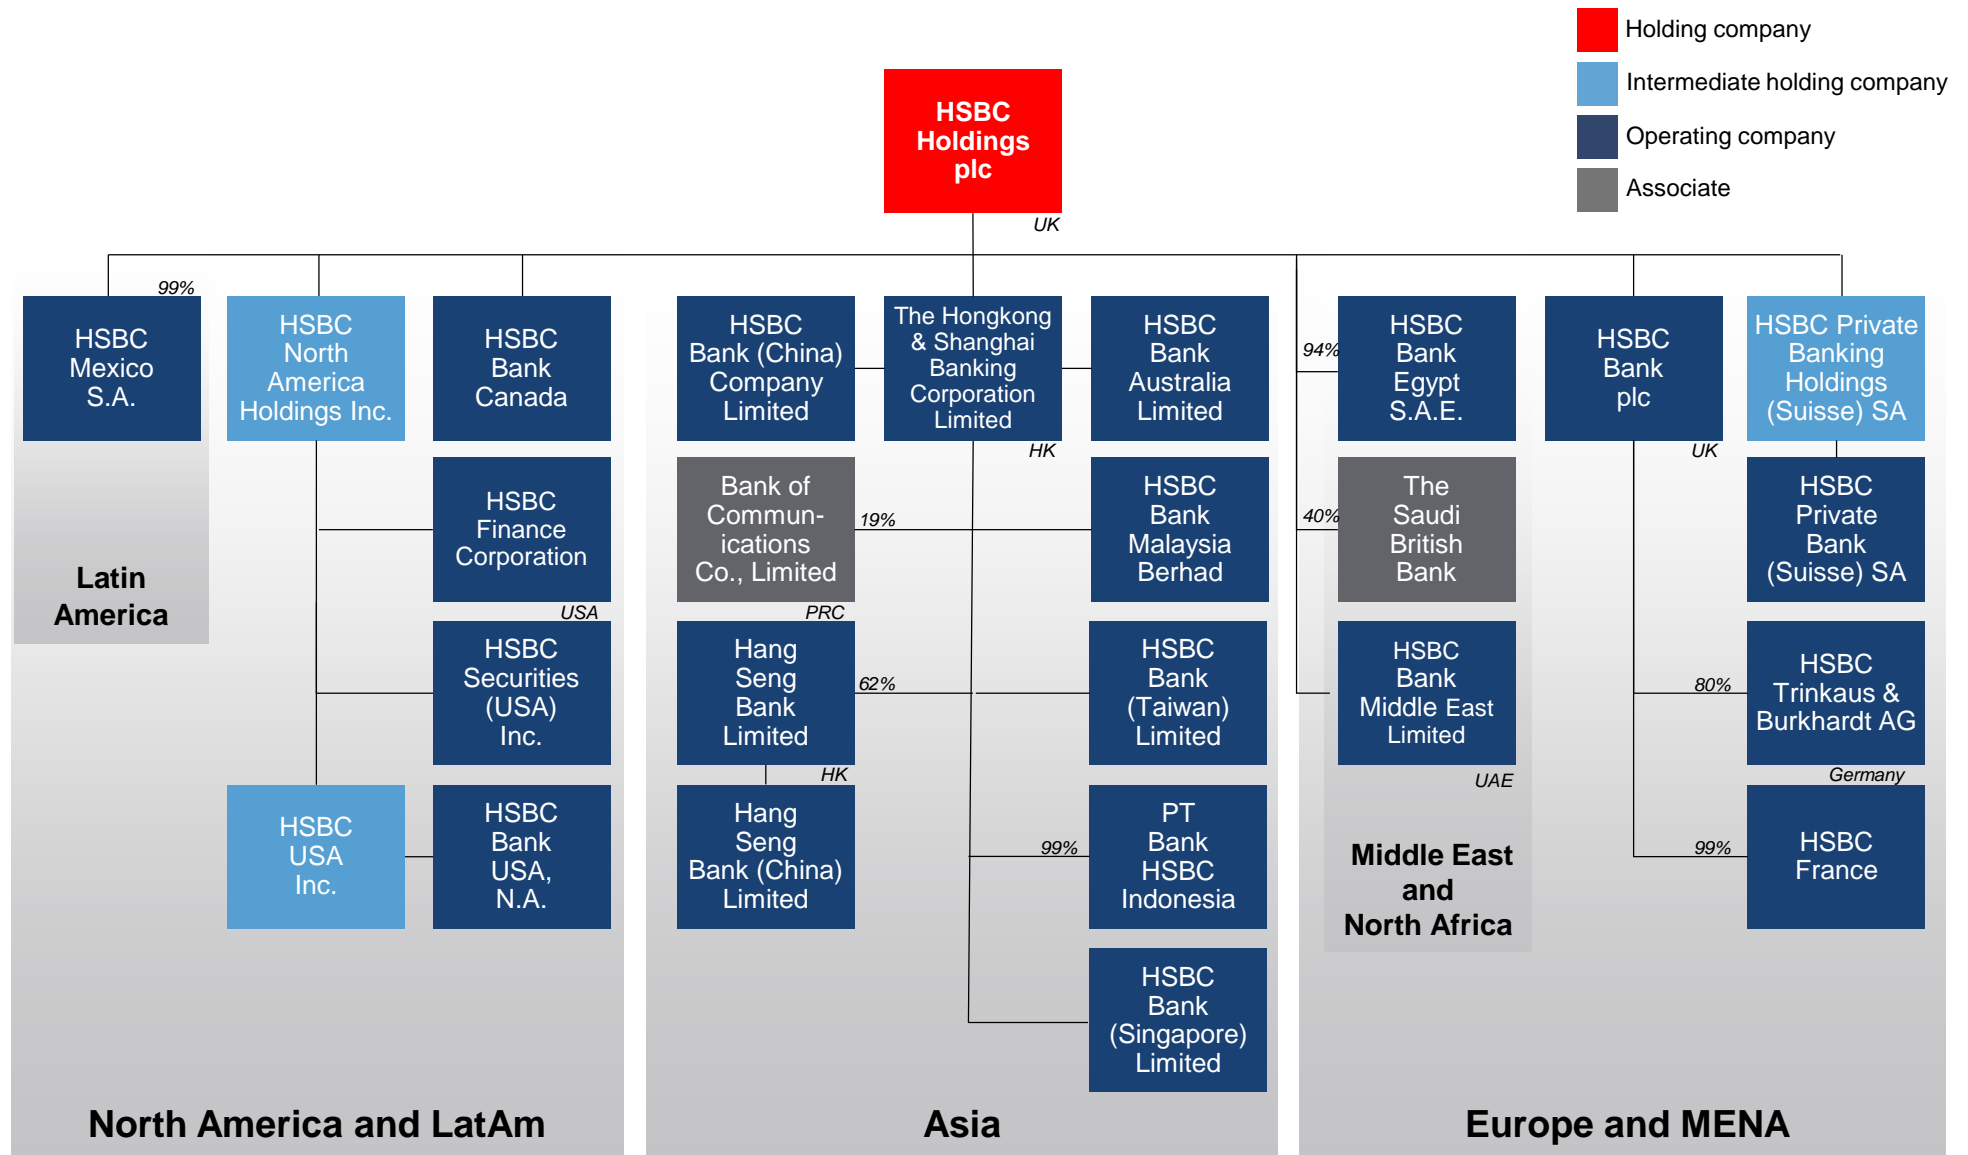 Holding company
Intermediate holding company
Operating company
Associate
HSBC
Holdings
plc
UK
99%
HSBC
Mexico
S.A.
HSBC
North
America
Holdings Inc.
HSBC
Bank
Canada
HSBC
Bank (China)
Company
Limited
The Hongkong
& Shanghai
Banking
Corporation
Limited
HK
HSBC
Bank
Australia
Limited
94%
HSBC
Bank
Egypt
S.A.E.
HSBC
Bank
plc
UK
HSBC Private
Banking
Holdings
(Suisse) SA
Latin
America
HSBC
Finance
Corporation
USA
Bank of
Commun-
ications
Co., Limited
19%
PRC
HSBC
Bank
Malaysia
Berhad
40%
The
Saudi
British
Bank
HSBC
Private
Bank
(Suisse) SA
HSBC
Securities
(USA)
Inc.
Hang
Seng
Bank
Limited
62%
HK
HSBC
Bank
(Taiwan)
Limited
HSBC
Bank
Middle East
Limited
UAE
80%
HSBC
Trinkaus &
Burkhardt AG
Germany
HSBC
USA
Inc.
HSBC
Bank
USA,
N.A.
Hang
Seng
Bank (China)
Limited
99%
PT
Bank
HSBC
Indonesia
Middle East
and
North Africa
99%
HSBC
France
HSBC
Bank
(Singapore)
Limited
North America and LatAm
Asia
Europe and MENA